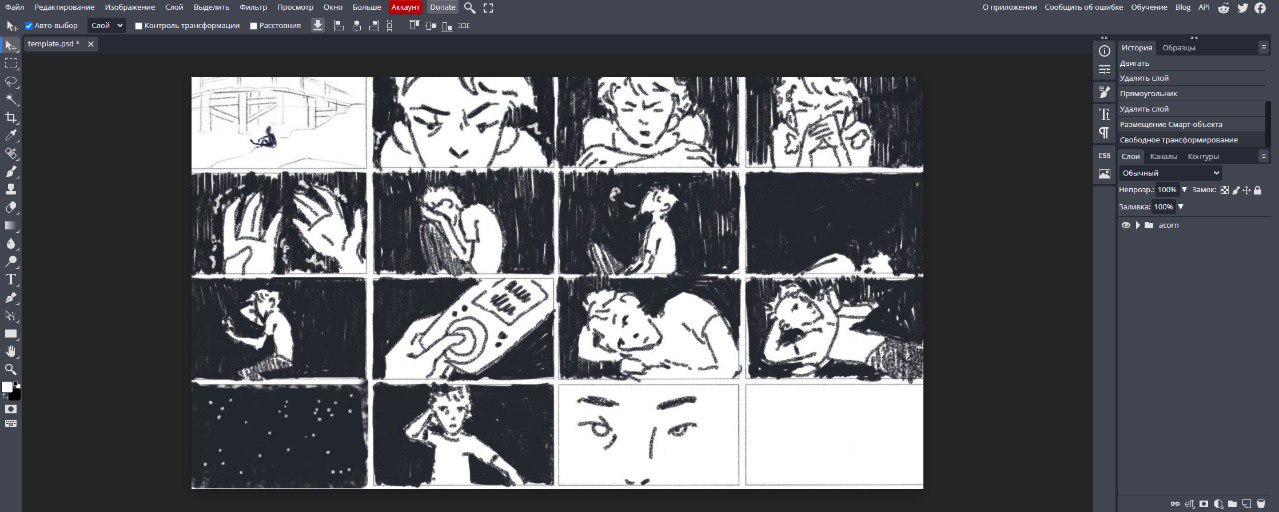 Файл Редактирование Изображение Слой Выделить Фильтр Просмотр Окно Больше Аккаунт Donate О приложении Сообщить об ошибке Обучение Blog API
Авто-выбор Слой Контроль трансформации Расстояния
template.psd *
История Образцы
Двигать
Удалить слой
Прямоугольник
Удалить слой
Размещение Смарт-объекта
Свободное трансформирование
Слои Каналы Контуры
Обычный
Непрозр.: 100% Замок:
Заливка: 100%
acorn
CSS
eff